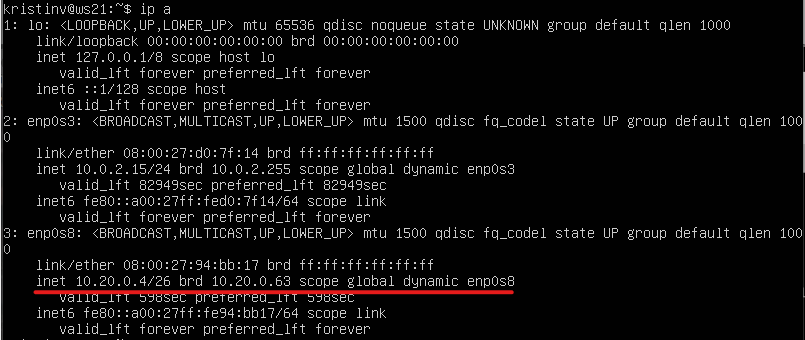 kristinv@ws21:~$ ip a
1: lo: <LOOPBACK,UP,LOWER_UP> mtu 65536 qdisc noqueue state UNKNOWN group default qlen 1000
link/loopback 00:00:00:00:00:00 brd 00:00:00:00:00:00
inet 127.0.0.1/8 scope host lo
valid_lft forever preferred_lft forever
inet6 ::1/128 scope host
valid_lft forever preferred_lft forever
2: enp0s3: <BROADCAST,MULTICAST,UP,LOWER_UP> mtu 1500 qdisc fq_codel state UP group default qlen 100
0
link/ether 08:00:27:d0:7f:14 brd ff:ff:ff:ff:ff:ff
inet 10.0.2.15/24 brd 10.0.2.255 scope global dynamic enp0s3
valid_lft 82949sec preferred_lft 82949sec
inet6 fe80::a00:27ff:fed0:7f14/64 scope link
valid_lft forever preferred_lft forever
3: enp0s8: <BROADCAST,MULTICAST,UP,LOWER_UP> mtu 1500 qdisc fq_codel state UP group default qlen 100
0
link/ether 08:00:27:94:bb:17 brd ff:ff:ff:ff:ff:ff
inet 10.20.0.4/26 brd 10.20.0.63 scope global dynamic enp0s8
valid_lft 598sec preferred_lft 598sec
inet6 fe80::a00:27ff:fe94:bb17/64 scope link
valid_lft forever preferred_lft forever